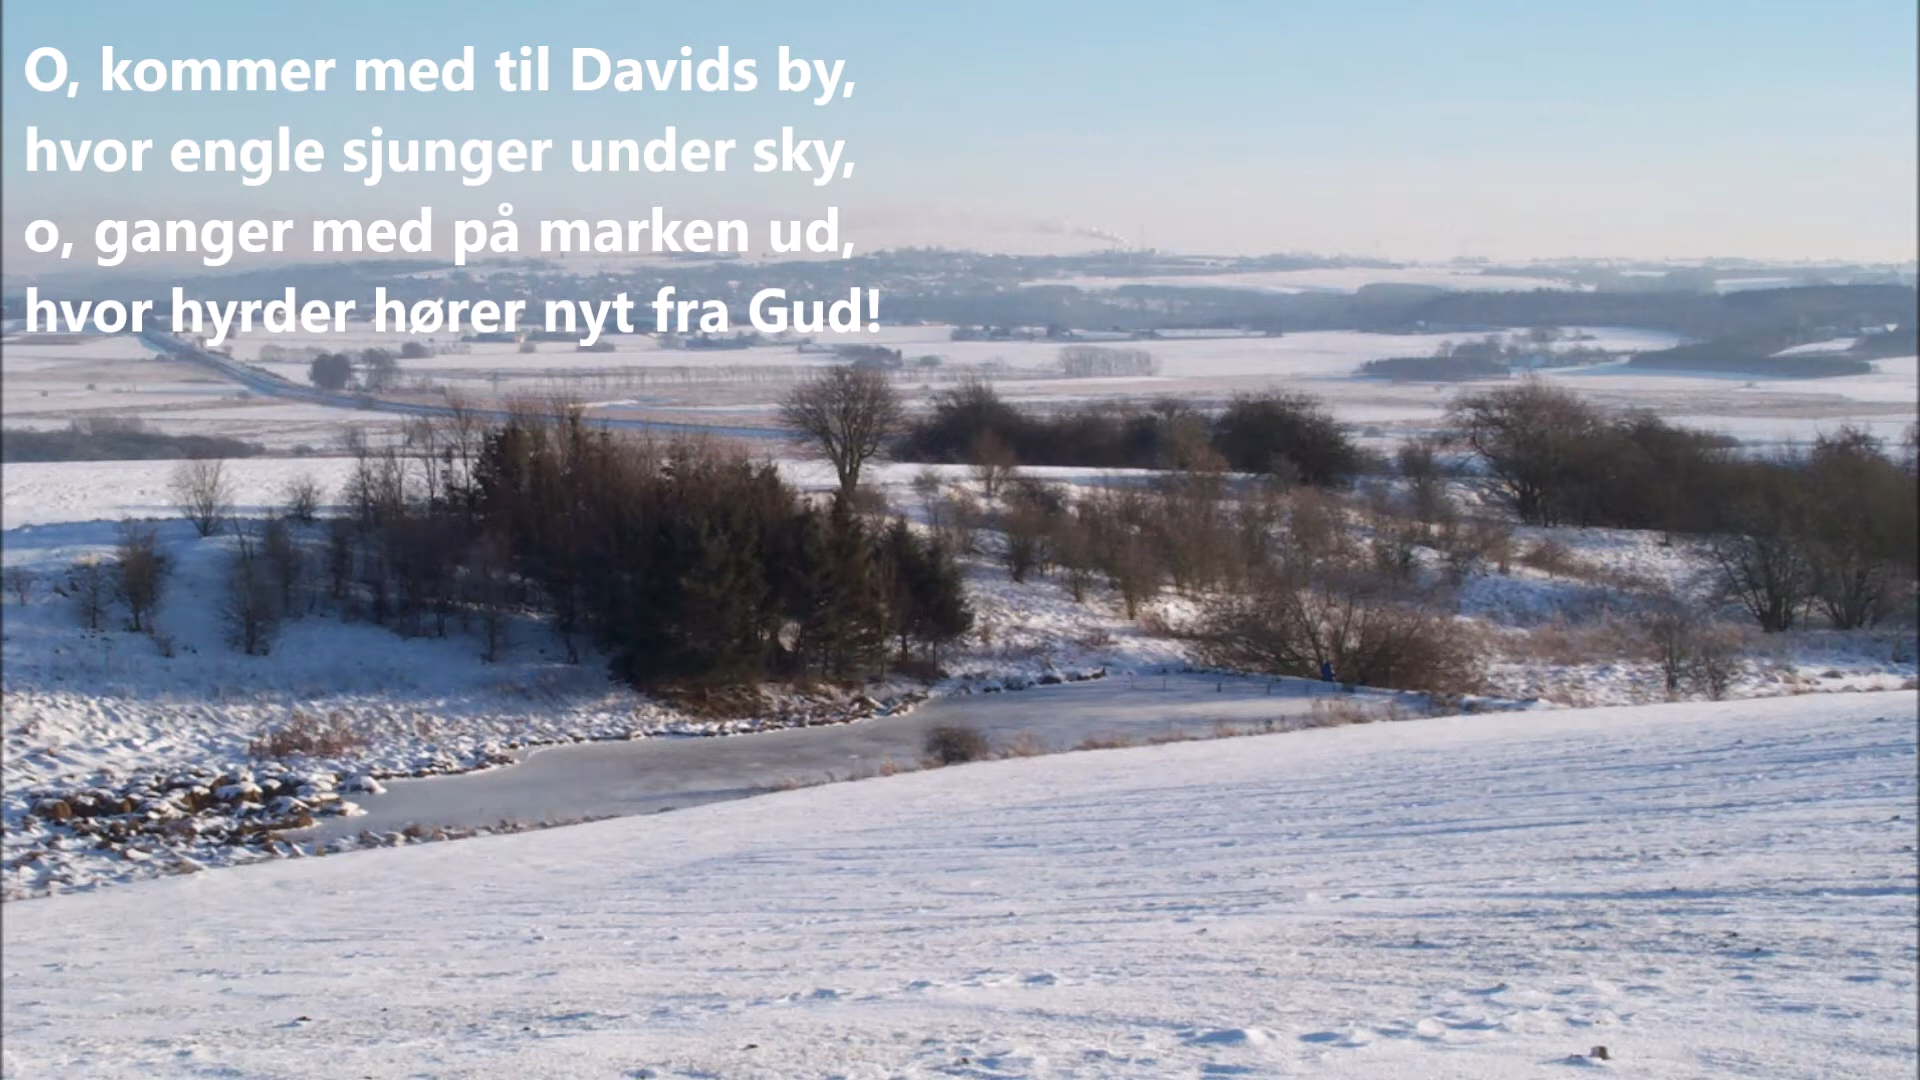 O, kommer med til Davids by,
hvor engle sjunger under sky,
o, ganger med på marken ud,
hvor hyrder hører nyt fra Gud!